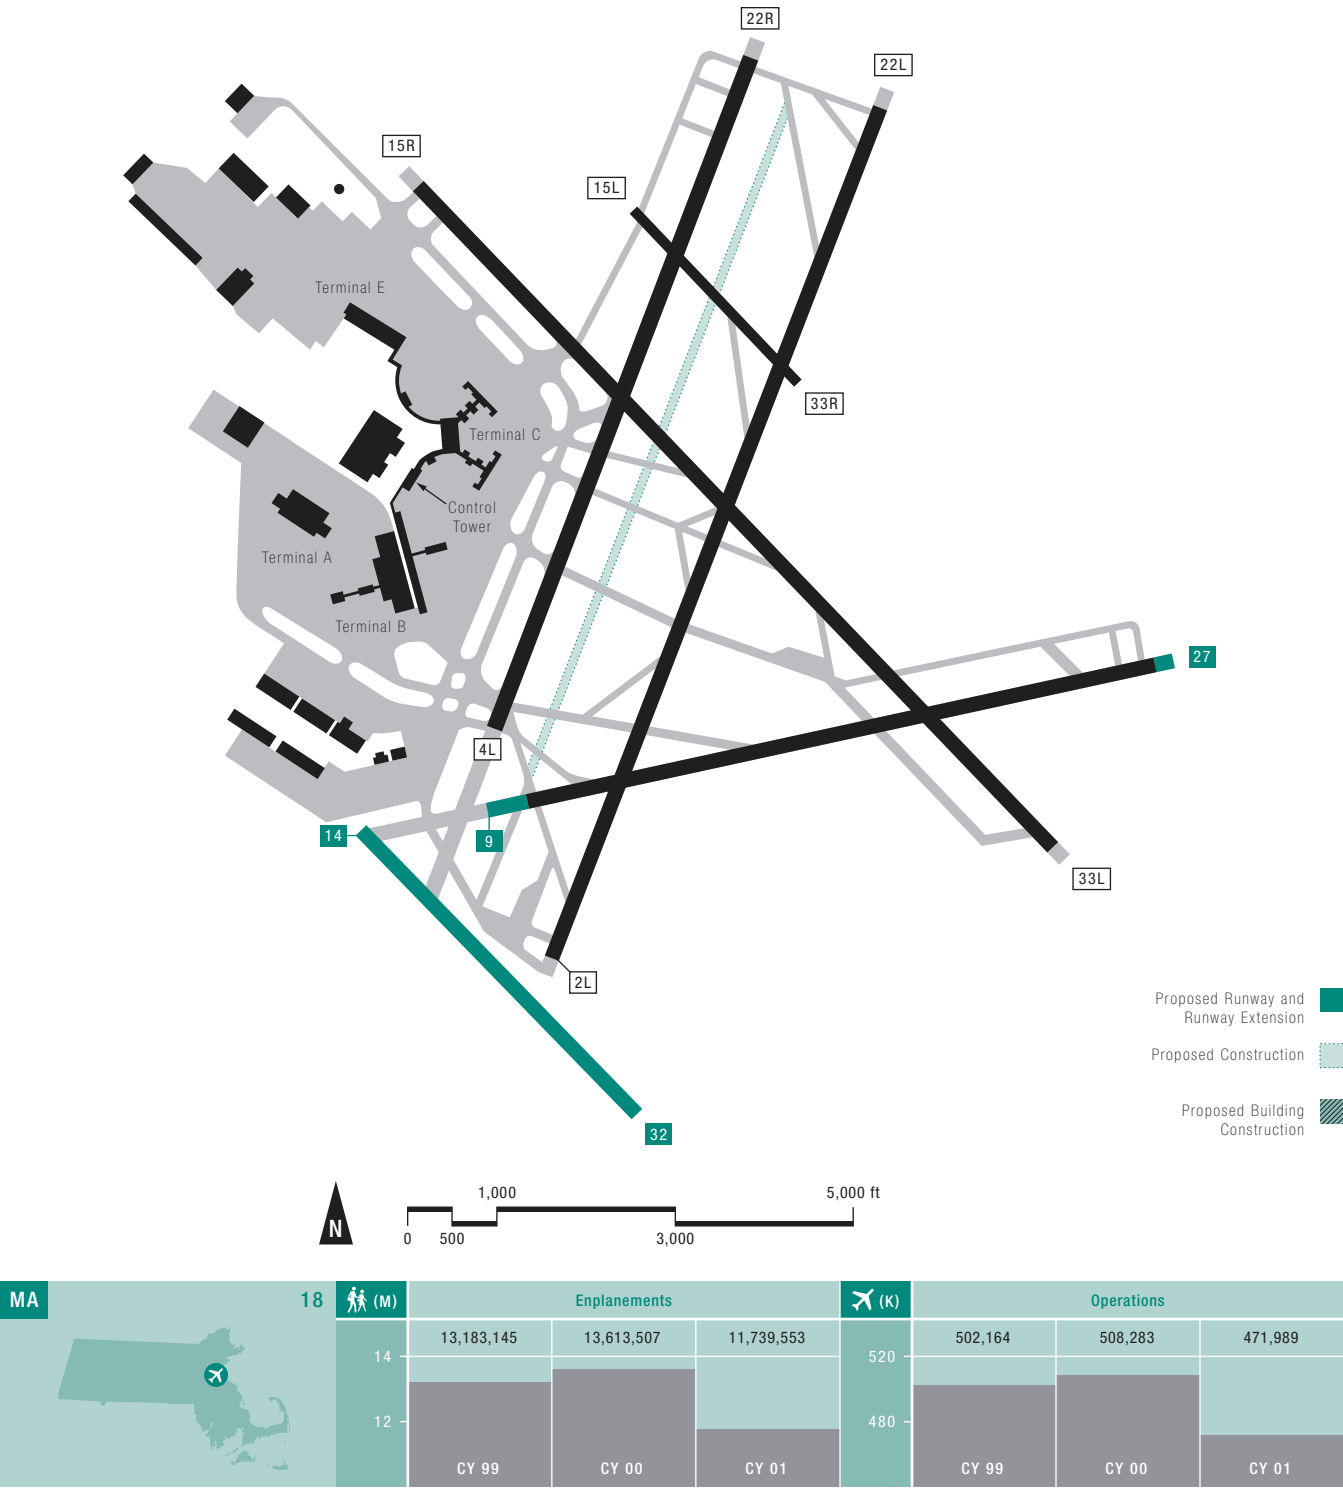 22R
22L
15R
15L
Terminal E
33R
Terminal C
Control
Tower
Terminal A
Terminal B
27
4L
14
9
33L
2L
Proposed Runway and
Runway Extension
Proposed Construction
Proposed Building
Construction
32
N
1,000
5,000 ft
0
500
3,000
MA
18
(M)
Enplanements
(K)
Operations
13,183,145
13,613,507
11,739,553
502,164
508,283
471,989
14
12
520
480
CY 99
CY 00
CY 01
CY 99
CY 00
CY 01